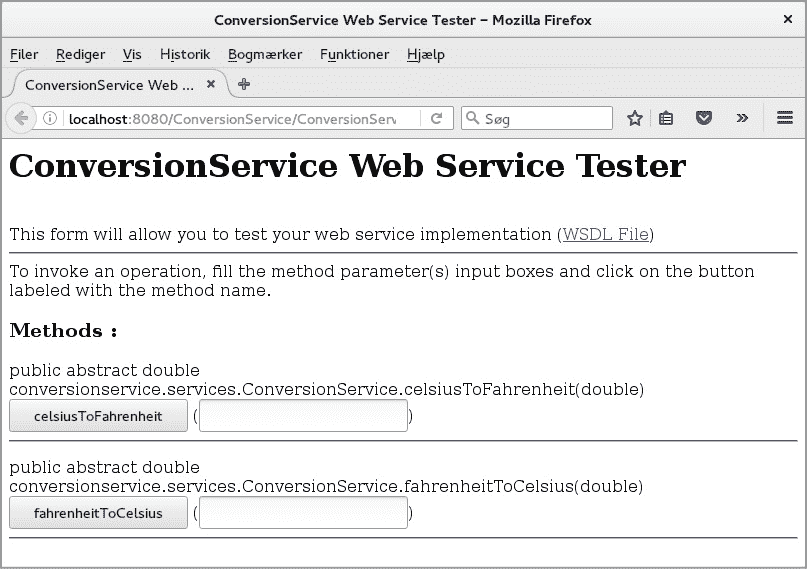 ConversionService Web Service Tester – Mozilla Firefox
Filer Rediger Vis Historik Bogmærker Funktioner Hjælp
ConversionService Web ...
localhost:8080/ConversionService/ConversionServ
Søg
ConversionService Web Service Tester
This form will allow you to test your web service implementation (WSDL File)
To invoke an operation, fill the method parameter(s) input boxes and click on the button
labeled with the method name.
Methods :
public abstract double
conversionservice.services.ConversionService.celsiusToFahrenheit(double)
celsiusToFahrenheit ( )
public abstract double
conversionservice.services.ConversionService.fahrenheitToCelsius(double)
fahrenheitToCelsius ( )